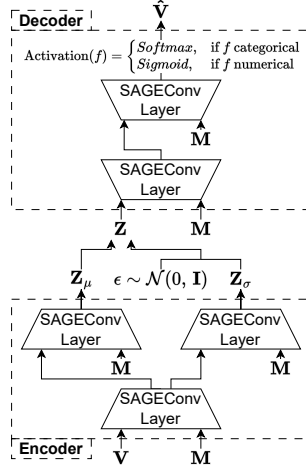 V̂
Decoder
Activation(f) = { Softmax, if f categorical
Sigmoid, if f numerical
SAGEConv
Layer
M
SAGEConv
Layer
Z M
Z_μ ϵ ∼ 𝒩(0, I) Z_σ
SAGEConv
Layer
SAGEConv
Layer
M M
SAGEConv
Layer
Encoder
V M